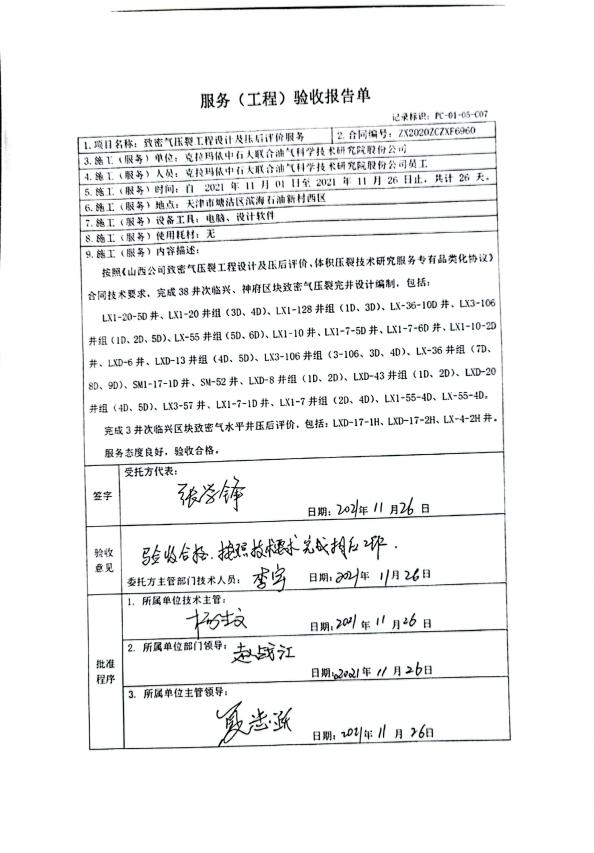 服务（工程）验收报告单
记录标识：PC-01-05-C07
1.项目名称：致密气压裂工程设计及压后评价服务 2.合同编号：ZX2020ZCZXF6960
3.施工（服务）单位：克拉玛依中石大联合油气科学技术研究院股份公司
4.施工（服务）人员：克拉玛依中石大联合油气科学技术研究院股份公司员工
5.施工（服务）时间：自 2021 年 11 月 01 日至 2021 年 11 月 26 日止，共计 26 天。
6.施工（服务）地点：天津市塘沽区滨海石油新村西区
7.施工（服务）设备工具：电脑、设计软件
8.施工（服务）使用耗材：无
9.施工（服务）内容描述：
按照《山西公司致密气压裂工程设计及压后评价、体积压裂技术研究服务专有品类化协议》
合同技术要求，完成 38 井次临兴、神府区块致密气压裂完井设计编制，包括：
LX1-20-5D 井、LX1-20 井组（3D、4D）、LX1-128 井组（1D、3D）、LX-36-10D 井、LX3-106
井组（1D、2D、5D）、LX-55 井组（5D、6D）、LX1-10 井、LX1-7-5D 井、LX1-7-6D 井、LX1-10-2D
井、LXD-6 井、LXD-13 井组（4D、5D）、LX3-106 井组（3-106、3D、4D）、LX-36 井（7D、
8D、9D）、SM1-17-1D 井、SM-52 井、LXD-8 井组（1D、2D）、LXD-43 井组（1D、2D）、LXD-20
井组（4D、5D）、LX3-57 井、LX1-7-1D 井、LX1-7 井组（2D、4D）、LX1-55-4D、LX-55-4D。
完成 3 井次临兴区块致密气水平井压后评价，包括：LXD-17-1H、LXD-17-2H、LX-4-2H 井。
服务态度良好，验收合格。
签字
受托方代表：
张学锋
日期：2021年 11 月 26 日
验收
意见
验收合格，按照技术要求完成相应工作．
委托方主管部门技术人员：李宇 日期：2021年 11 月 26 日
批准
程序
1. 所属单位技术主管：
杨生文
日期：2021 年 11 月 26 日
2. 所属单位部门领导：赵战江
日期：2021 年 11 月 26 日
3. 所属单位主管领导：
日期：2021 年 11 月 26 日